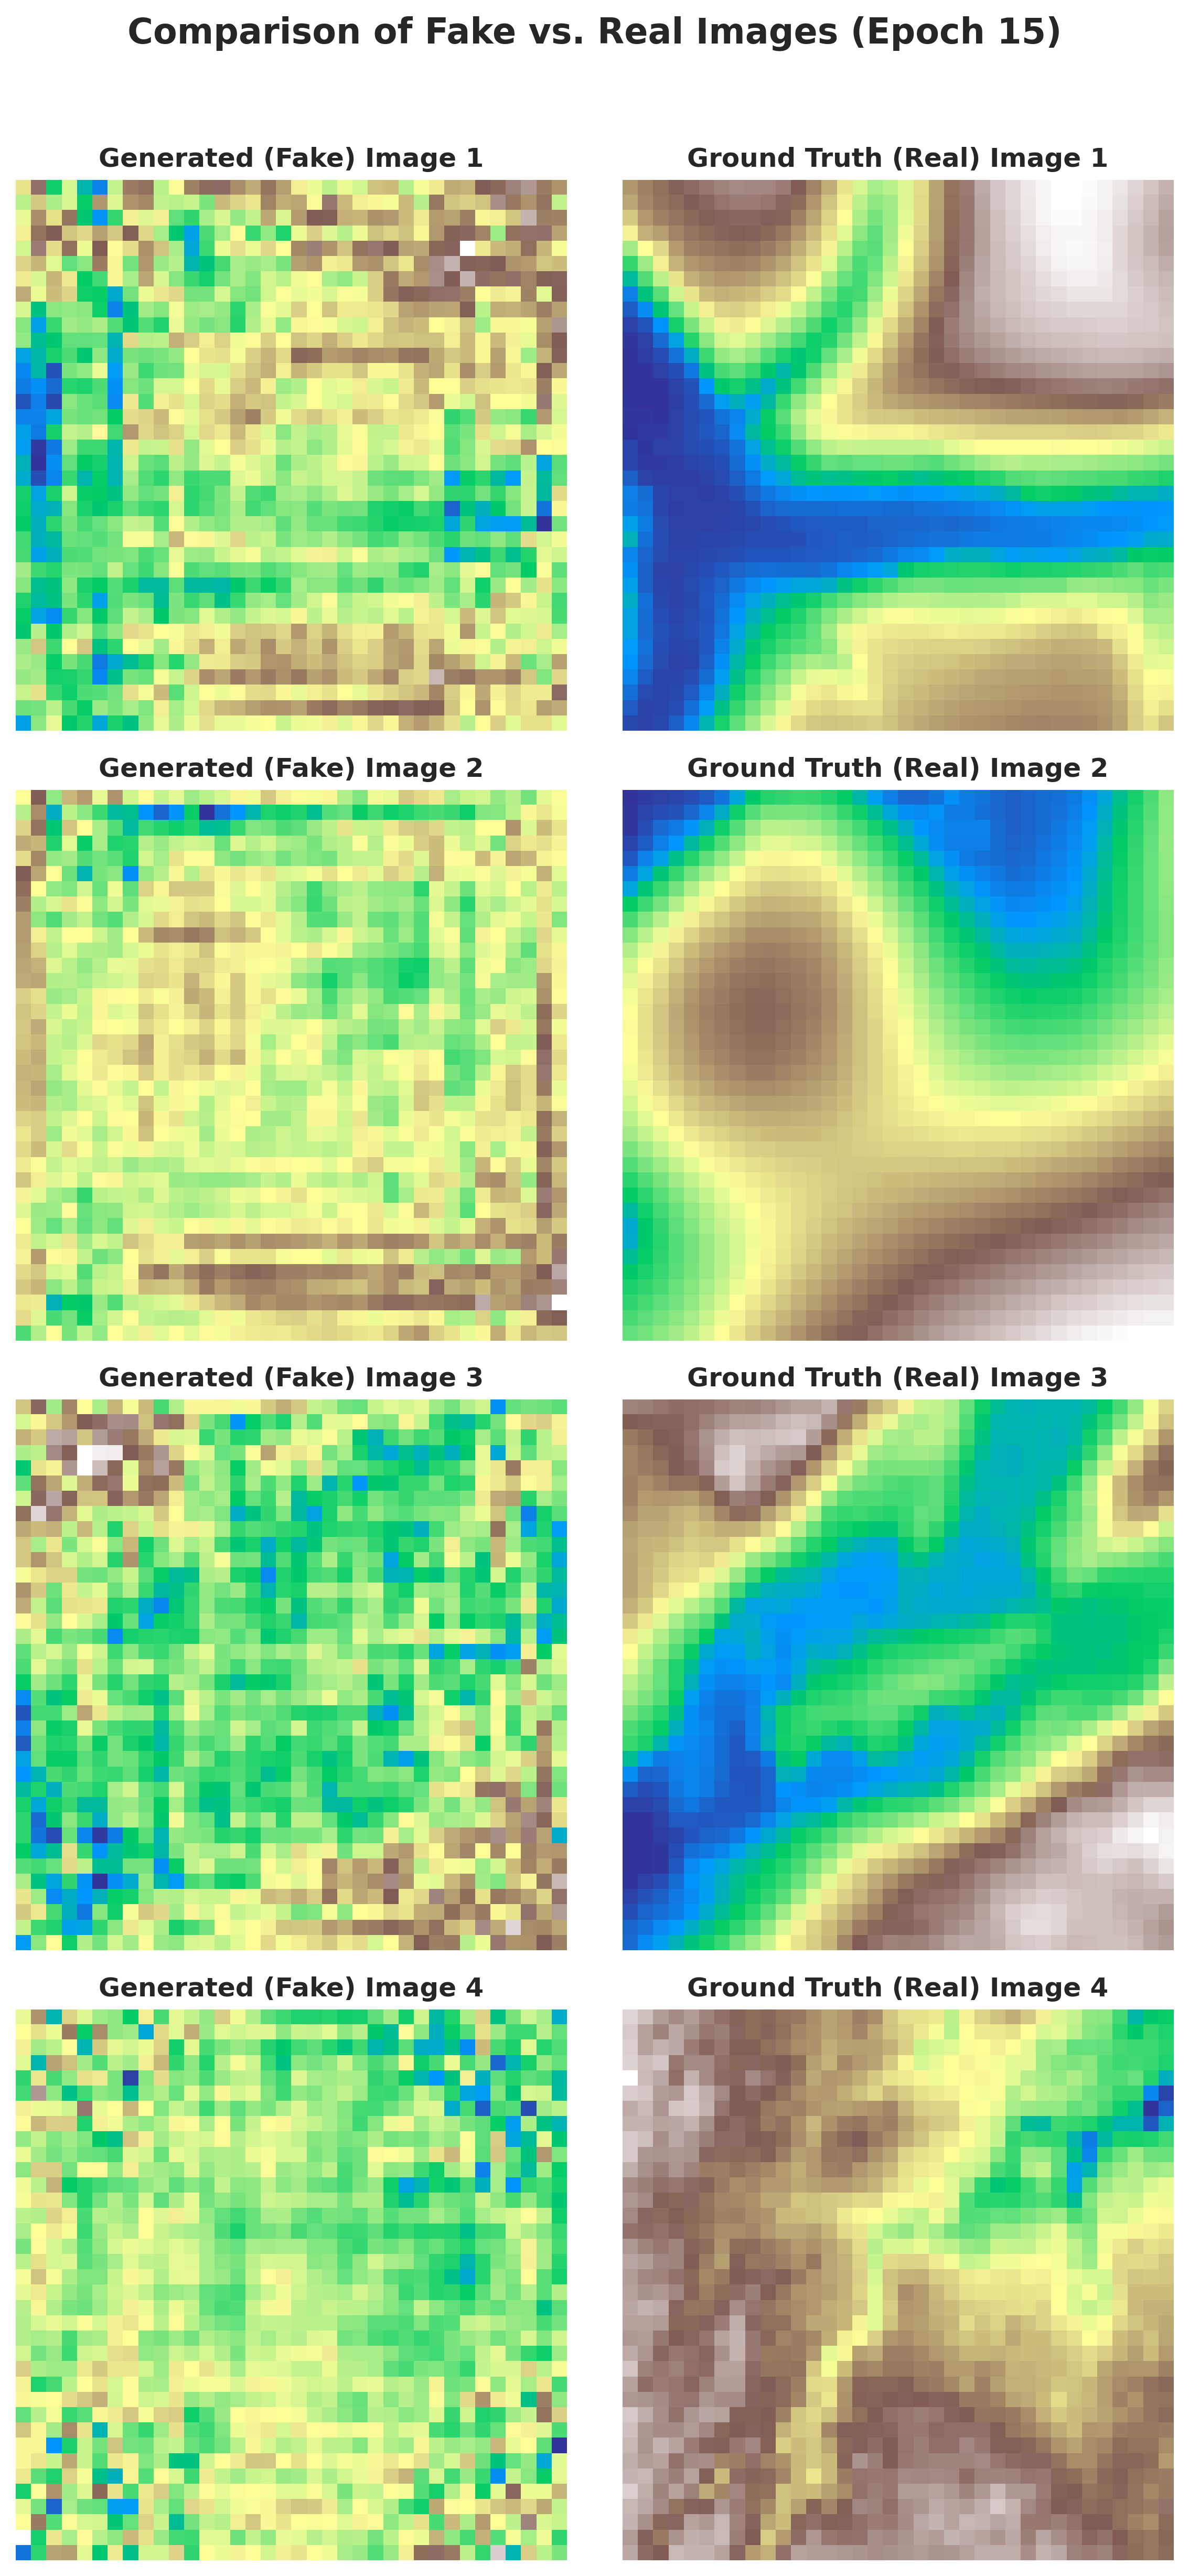 Comparison of Fake vs. Real Images (Epoch 15)
Generated (Fake) Image 1
Ground Truth (Real) Image 1
Generated (Fake) Image 2
Ground Truth (Real) Image 2
Generated (Fake) Image 3
Ground Truth (Real) Image 3
Generated (Fake) Image 4
Ground Truth (Real) Image 4